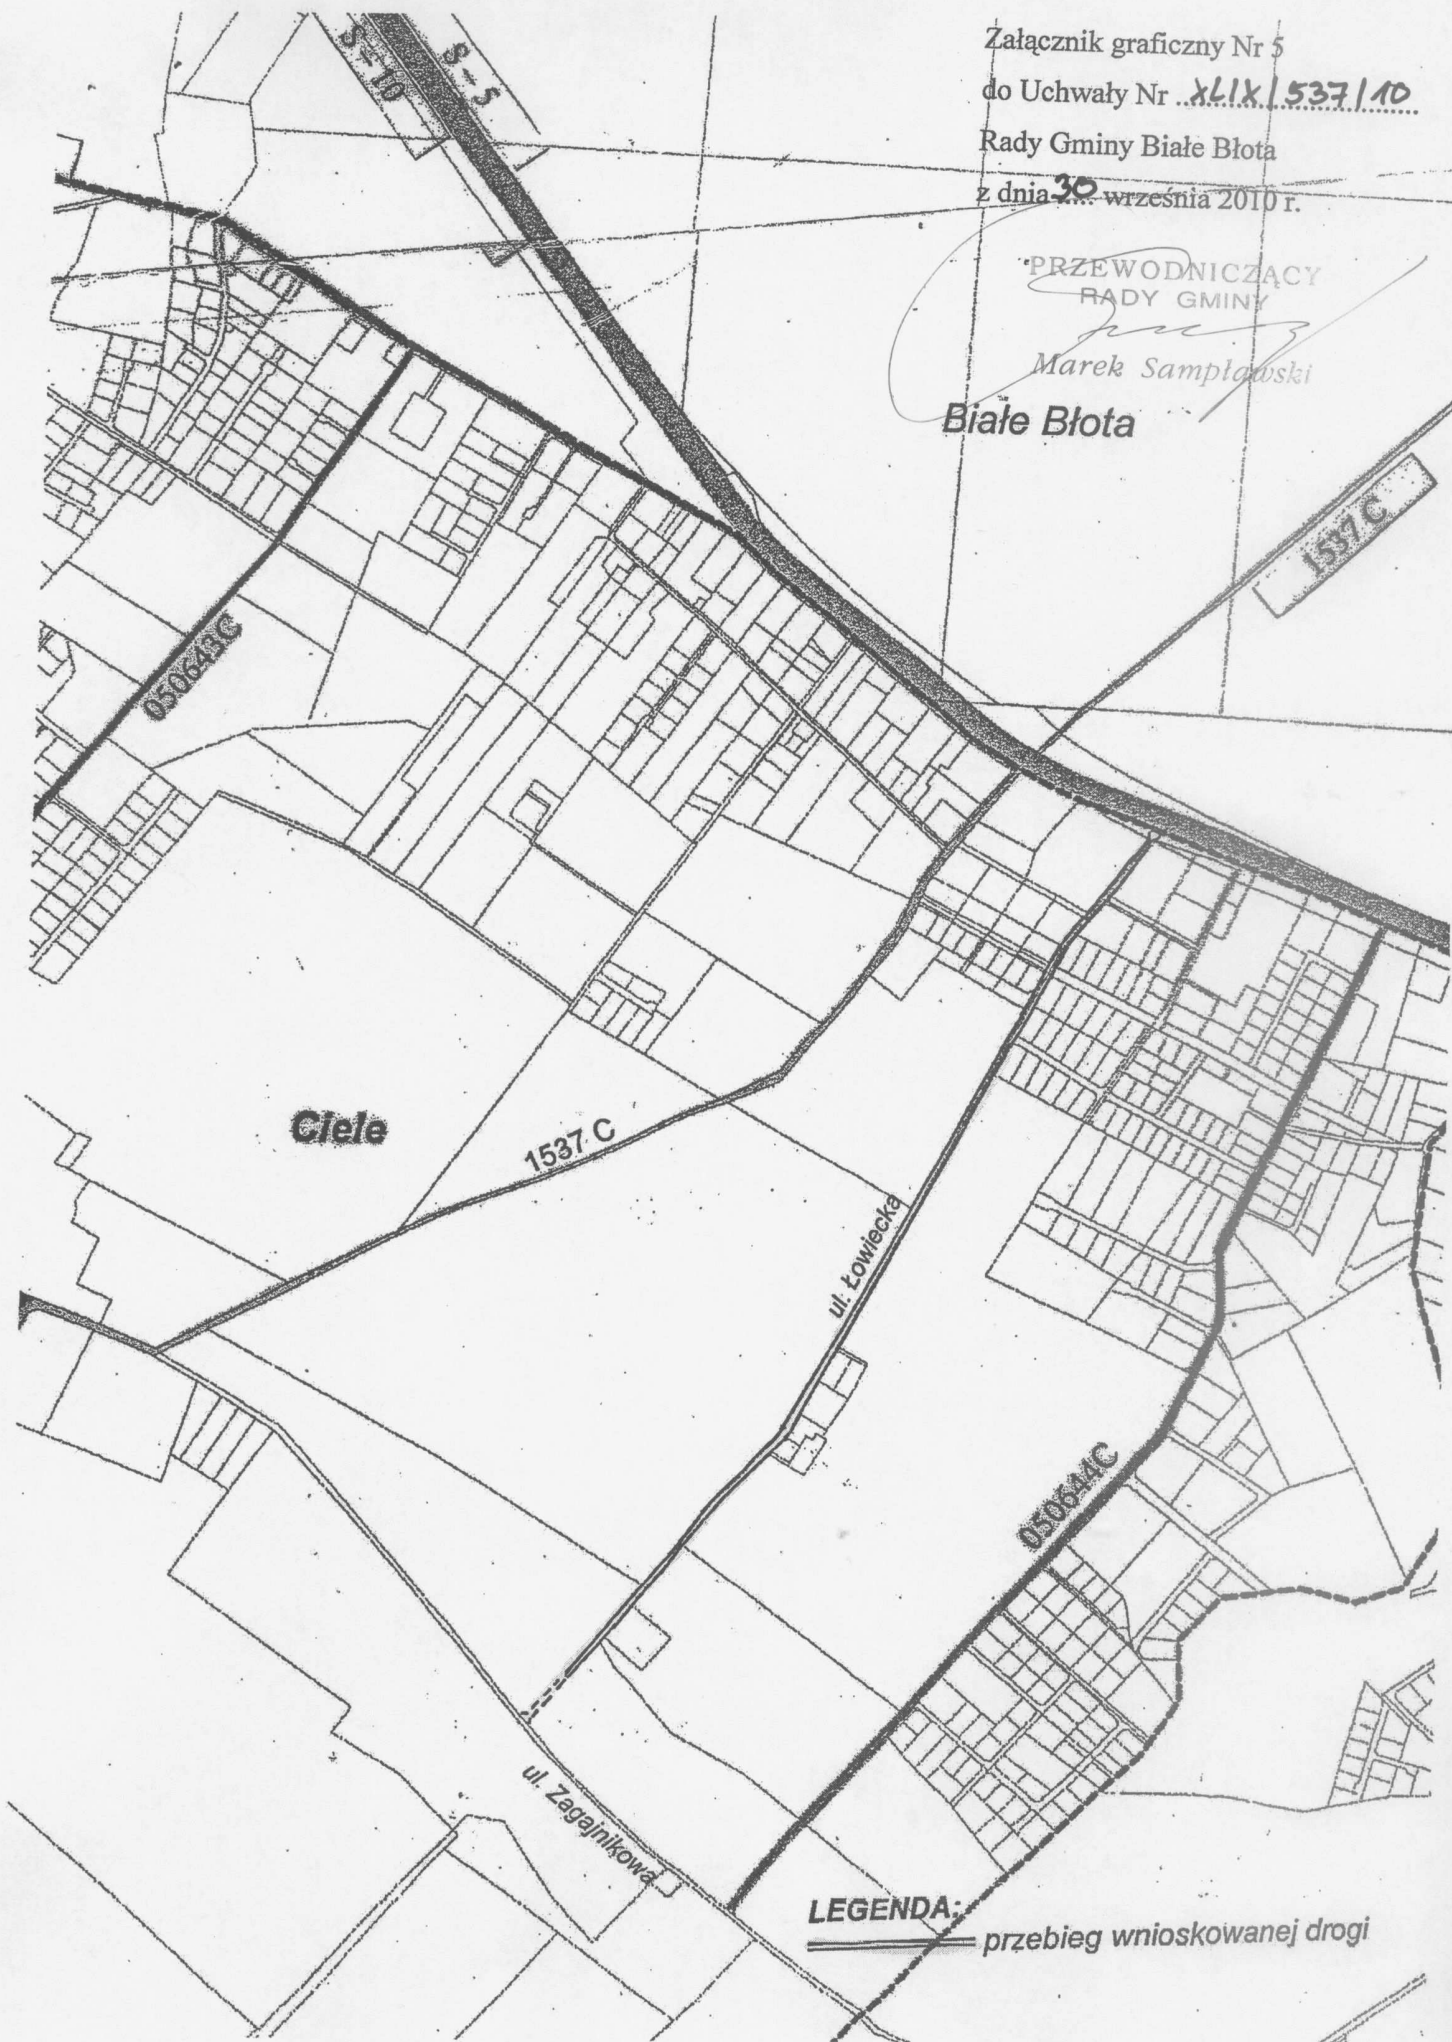 Załącznik graficzny Nr 5
do Uchwały Nr XLIX/537/10
Rady Gminy Białe Błota
z dnia 30 września 2010 r.
PRZEWODNICZĄCY
RADY GMINY
Marek Sampławski
S-10
S-5
Białe Błota
1537 C
050643C
Ciele
1537 C
ul. Łowiecka
050644C
ul. Zagajnikowa
LEGENDA:
przebieg wnioskowanej drogi